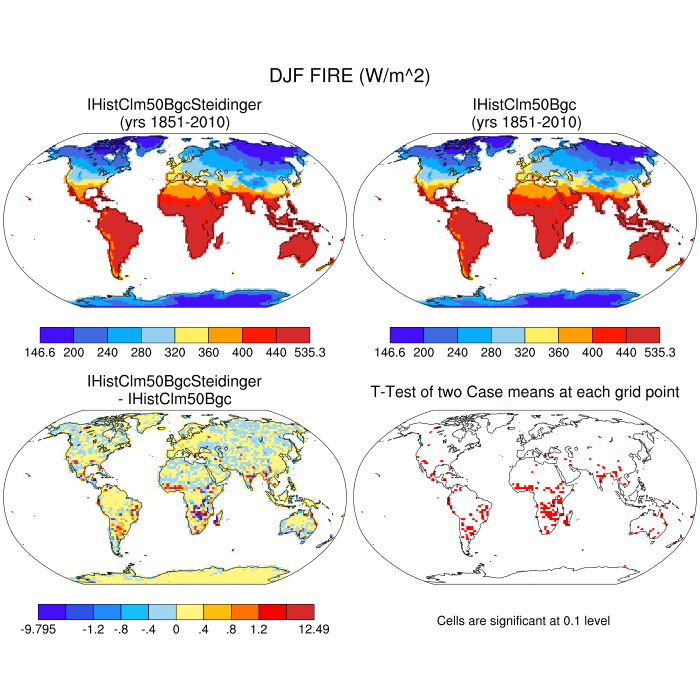 DJF FIRE (W/m^2)
IHistClm50BgcSteidinger
(yrs 1851-2010)
IHistClm50Bgc
(yrs 1851-2010)
146.6 200 240 280 320 360 400 440 535.3
146.6 200 240 280 320 360 400 440 535.3
IHistClm50BgcSteidinger
- IHistClm50Bgc
T-Test of two Case means at each grid point
-9.795 -1.2 -.8 -.4 0 .4 .8 1.2 12.49
Cells are significant at 0.1 level